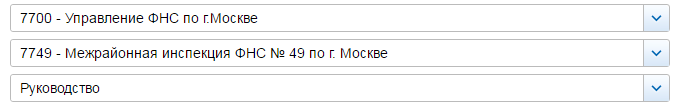 7700 - Управление ФНС по г.Москве
7749 - Межрайонная инспекция ФНС № 49 по г. Москве
Руководство